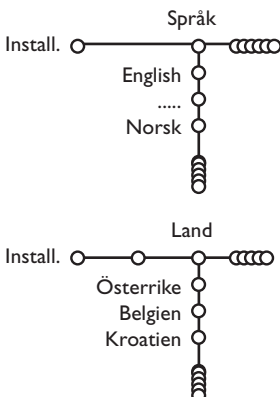 Språk
Install.
English
.....
Norsk
Land
Install.
Österrike
Belgien
Kroatien